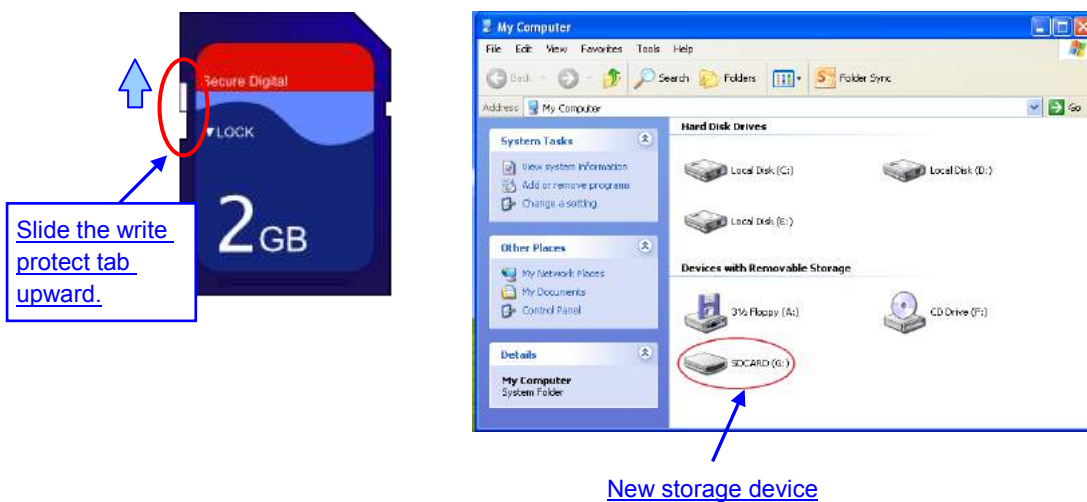 Secure Digital
▼LOCK
2GB
Slide the write
protect tab
upward.
My Computer
File Edit View Favorites Tools Help
Back Search Folders Folder Sync
Address My Computer Go
System Tasks
View system information
Add or remove programs
Change a setting
Other Places
My Network Places
My Documents
Control Panel
Details
My Computer
System Folder
Hard Disk Drives
Local Disk (C:) Local Disk (D:)
Local Disk (E:)
Devices with Removable Storage
3½ Floppy (A:) CD Drive (F:)
SDCARD (G:)
New storage device